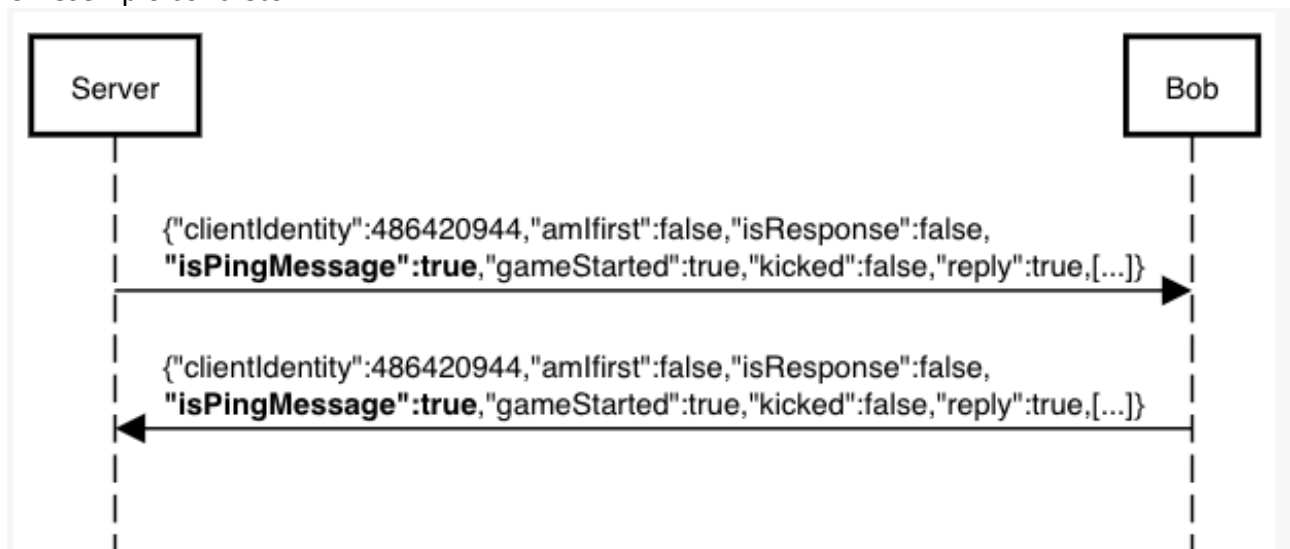 Server
Bob
{"clientIdentity":486420944,"amIfirst":false,"isResponse":false,
"isPingMessage":true,"gameStarted":true,"kicked":false,"reply":true,[...]}
{"clientIdentity":486420944,"amIfirst":false,"isResponse":false,
"isPingMessage":true,"gameStarted":true,"kicked":false,"reply":true,[...]}